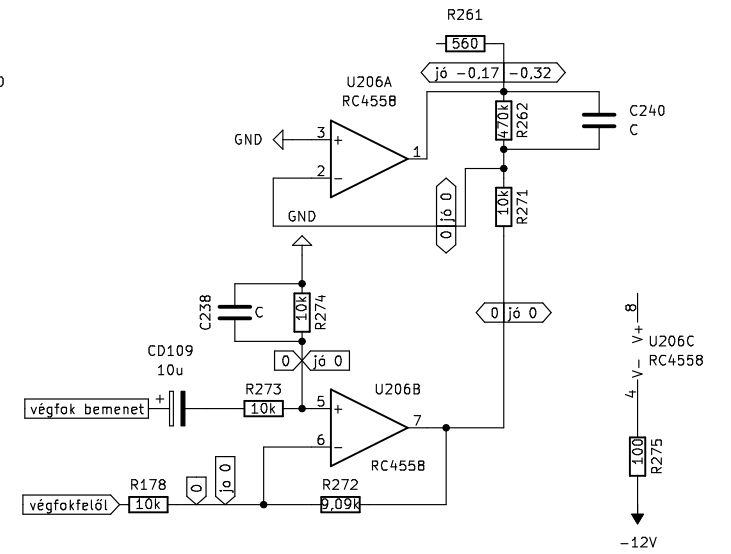 R261
560
jó -0,17
-0,32
U206A
RC4558
GND
3
+
2
-
1
470k
R262
C240
C
GND
0
jó 0
10k
R271
C238
C
10k
R274
0
jó 0
0
jó 0
CD109
10u
+
végfok bemenet
R273
10k
5
+
6
-
7
U206B
RC4558
8
V+
U206C
RC4558
V-
4
100
R275
-12V
végfokfelől
R178
10k
0
jó 0
R272
9,09k